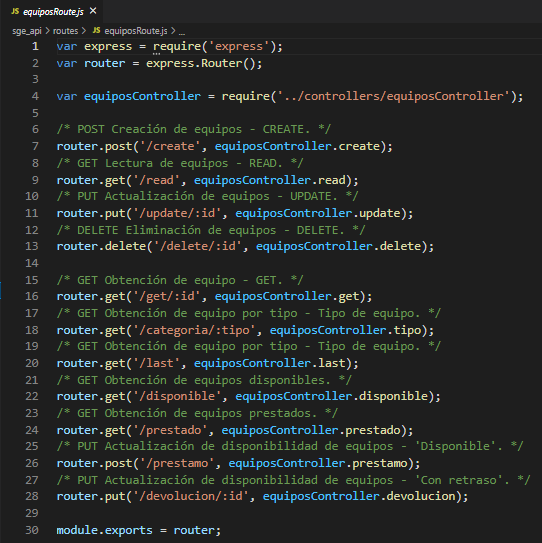 JS equiposRoute.js ×
sge_api > routes > JS equiposRoute.js > ...
1 var express = require('express');
2 var router = express.Router();
3
4 var equiposController = require('../controllers/equiposController');
5
6 /* POST Creación de equipos - CREATE. */
7 router.post('/create', equiposController.create);
8 /* GET Lectura de equipos - READ. */
9 router.get('/read', equiposController.read);
10 /* PUT Actualización de equipos - UPDATE. */
11 router.put('/update/:id', equiposController.update);
12 /* DELETE Eliminación de equipos - DELETE. */
13 router.delete('/delete/:id', equiposController.delete);
14
15 /* GET Obtención de equipo - GET. */
16 router.get('/get/:id', equiposController.get);
17 /* GET Obtención de equipo por tipo - Tipo de equipo. */
18 router.get('/categoria/:tipo', equiposController.tipo);
19 /* GET Obtención de equipo por tipo - Tipo de equipo. */
20 router.get('/last', equiposController.last);
21 /* GET Obtención de equipos disponibles. */
22 router.get('/disponible', equiposController.disponible);
23 /* GET Obtención de equipos prestados. */
24 router.get('/prestado', equiposController.prestado);
25 /* PUT Actualización de disponibilidad de equipos - 'Disponible'. */
26 router.post('/prestamo', equiposController.prestamo);
27 /* PUT Actualización de disponibilidad de equipos - 'Con retraso'. */
28 router.put('/devolucion/:id', equiposController.devolucion);
29
30 module.exports = router;